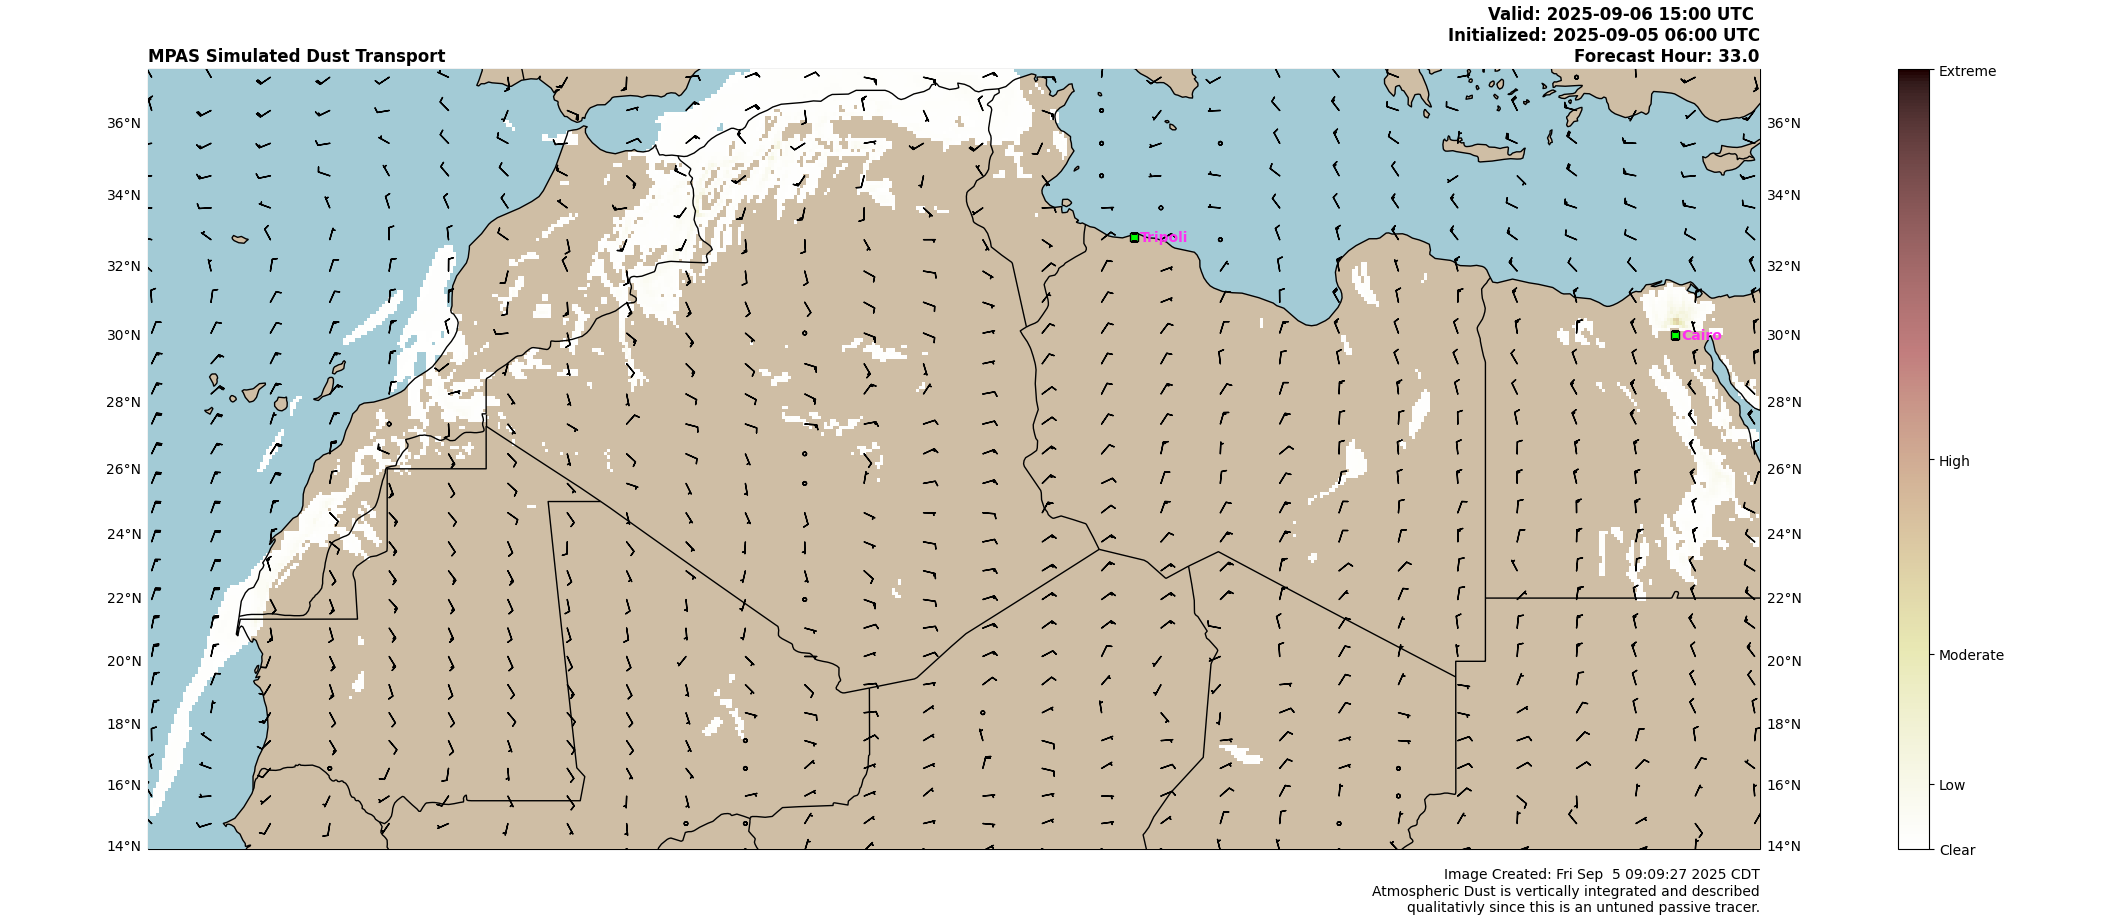 Valid: 2025-09-06 15:00 UTC
Initialized: 2025-09-05 06:00 UTC
MPAS Simulated Dust Transport
Forecast Hour: 33.0
Extreme
36°N
36°N
34°N
34°N
Tripoli
32°N
32°N
30°N
Cairo
30°N
28°N
28°N
26°N
26°N
High
24°N
24°N
22°N
22°N
20°N
20°N
Moderate
18°N
18°N
16°N
16°N
Low
14°N
14°N
Clear
Image Created: Fri Sep  5 09:09:27 2025 CDT
Atmospheric Dust is vertically integrated and described
qualitativly since this is an untuned passive tracer.